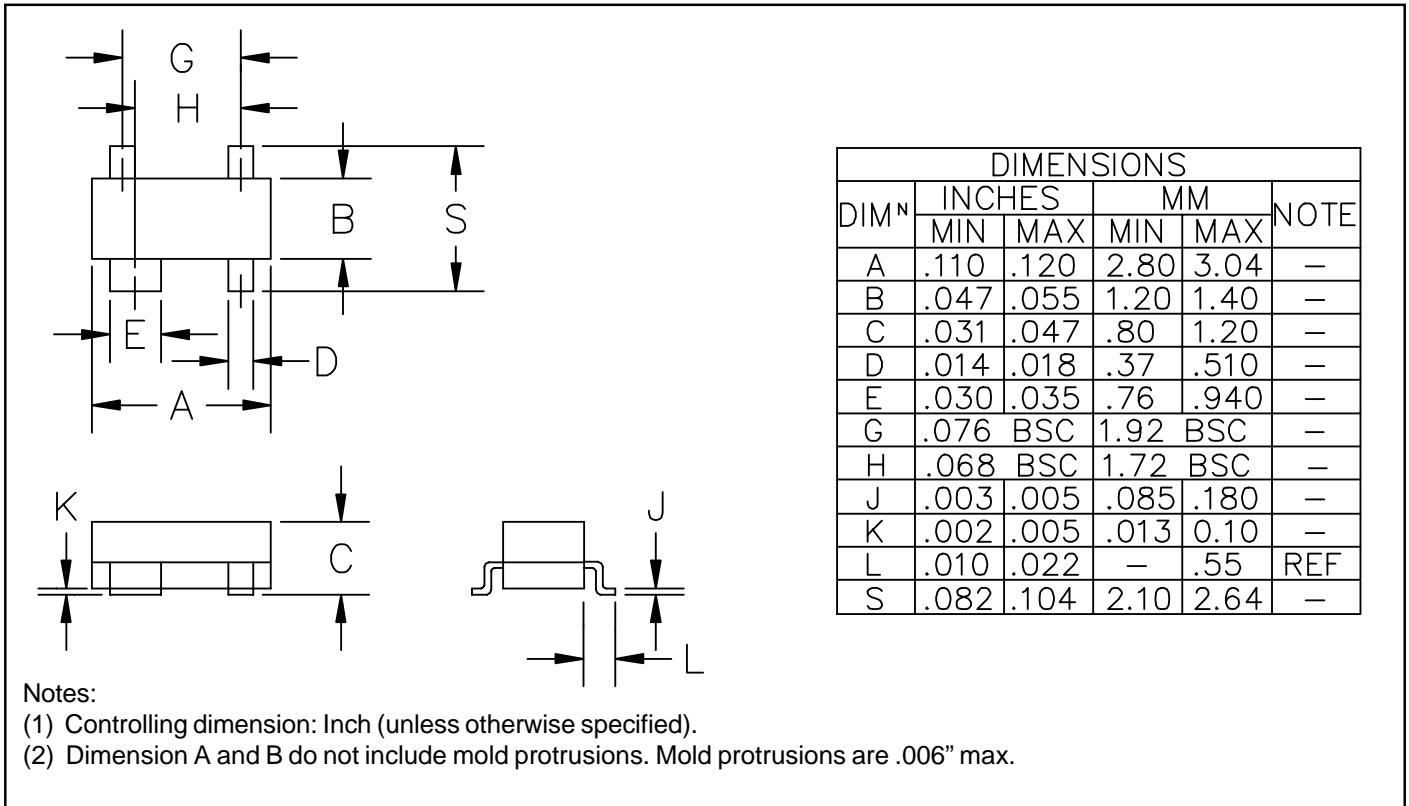 G
H
B
S
E
D
A
K
C
J
L
DIMENSIONS
DIMᴺ INCHES MM NOTE
MIN MAX MIN MAX
A .110 .120 2.80 3.04 –
B .047 .055 1.20 1.40 –
C .031 .047 .80 1.20 –
D .014 .018 .37 .510 –
E .030 .035 .76 .940 –
G .076 BSC 1.92 BSC –
H .068 BSC 1.72 BSC –
J .003 .005 .085 .180 –
K .002 .005 .013 0.10 –
L .010 .022 – .55 REF
S .082 .104 2.10 2.64 –
Notes:
(1) Controlling dimension: Inch (unless otherwise specified).
(2) Dimension A and B do not include mold protrusions. Mold protrusions are .006” max.